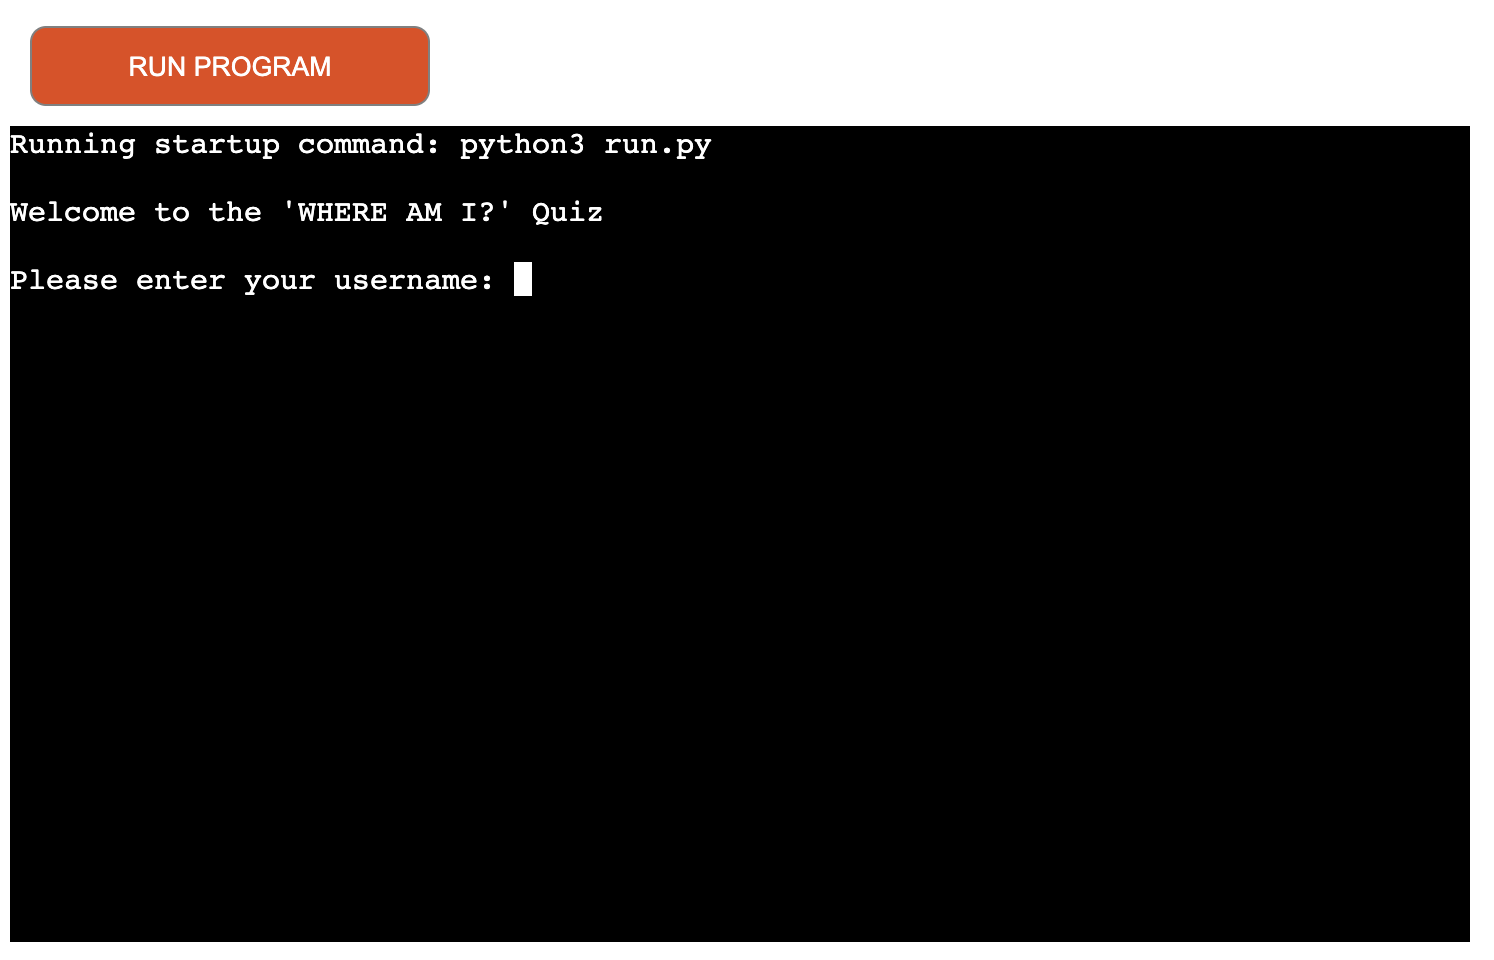 RUN PROGRAM
Running startup command: python3 run.py
Welcome to the 'WHERE AM I?' Quiz
Please enter your username: